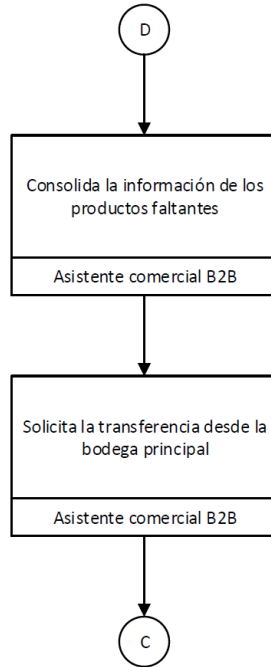 D
Consolida la información de los
productos faltantes
Asistente comercial B2B
Solicita la transferencia desde la
bodega principal
Asistente comercial B2B
C